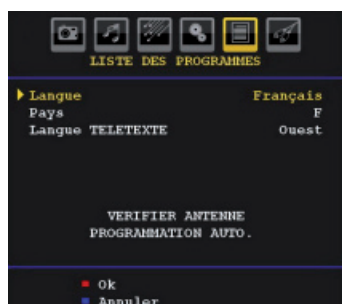 LISTE DES PROGRAMMES
Langue Français
Pays F
Langue TELETEXTE Ouest
VERIFIER ANTENNE
PROGRAMMATION AUTO.
Ok
Annuler